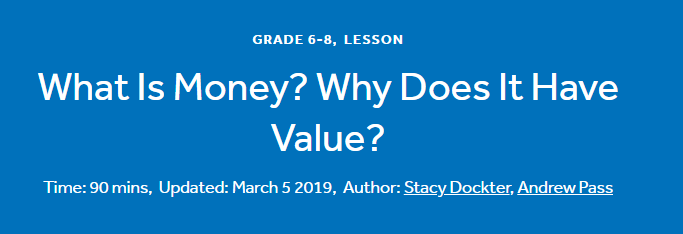 GRADE 6-8, LESSON
What Is Money? Why Does It Have
Value?
Time: 90 mins, Updated: March 5 2019, Author: Stacy Dockter, Andrew Pass